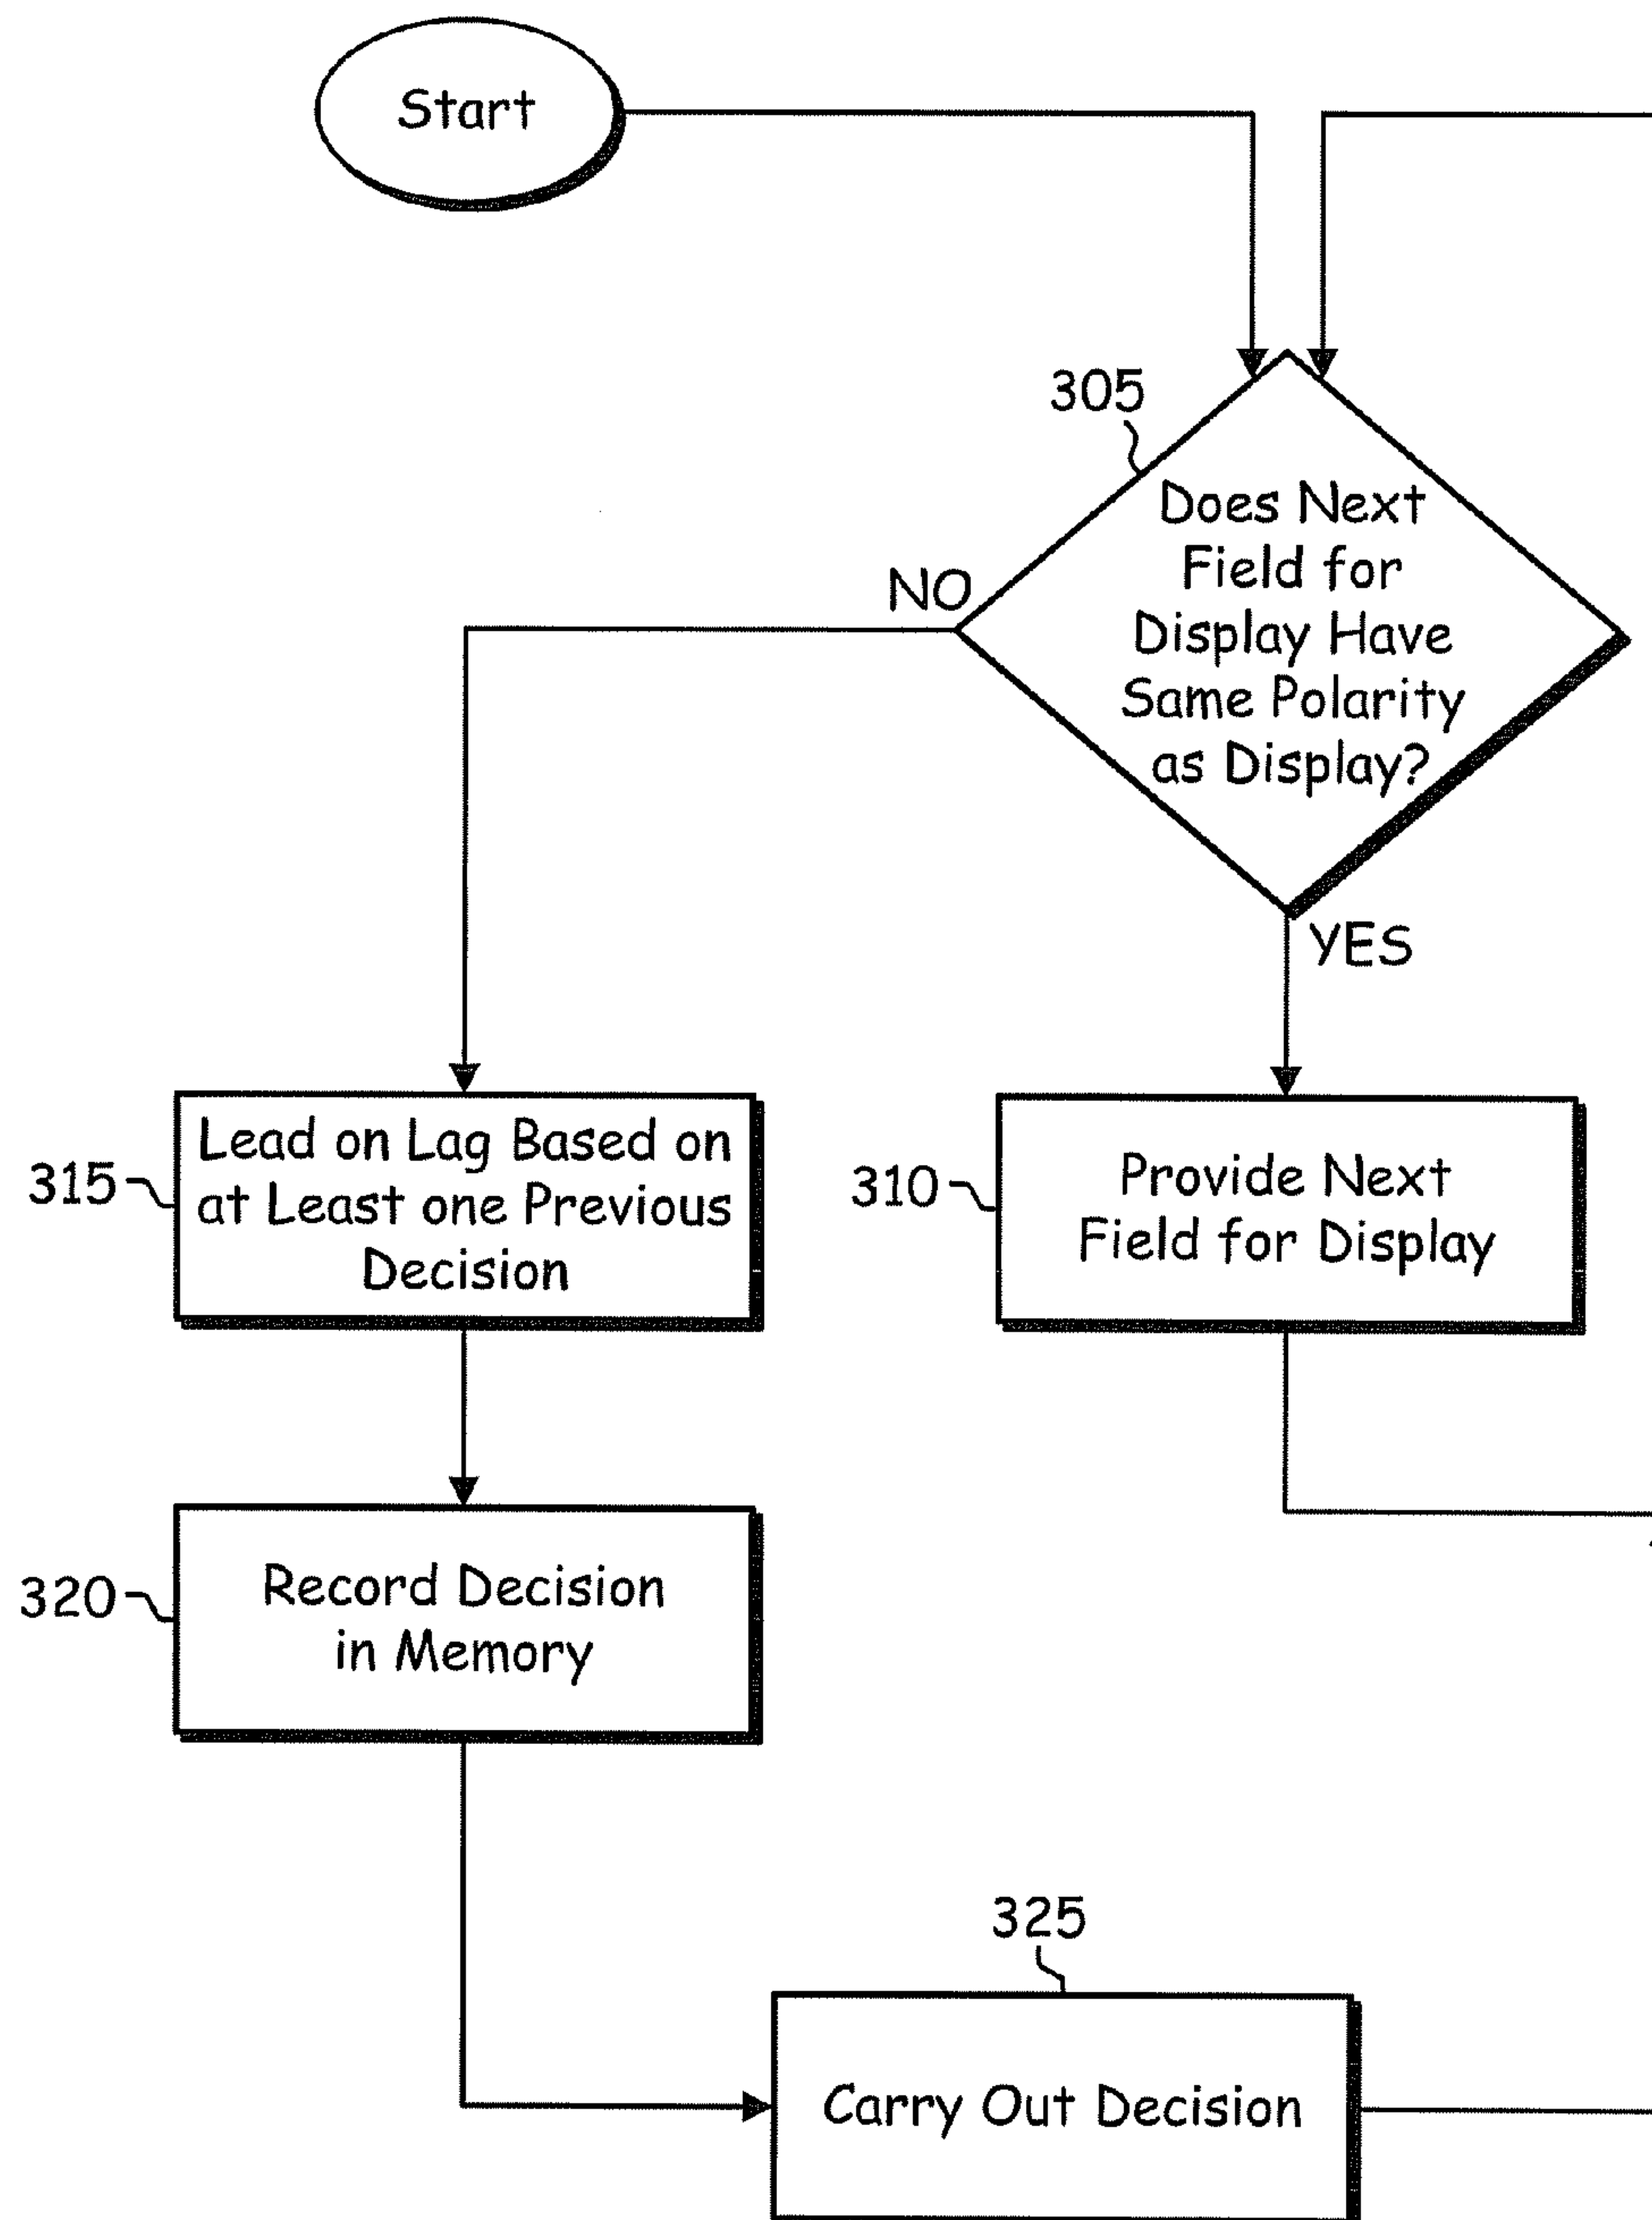 Start
305
Does Next
Field for
Display Have
Same Polarity
as Display?
NO
YES
315
Lead on Lag Based on
at Least one Previous
Decision
310
Provide Next
Field for Display
320
Record Decision
in Memory
325
Carry Out Decision